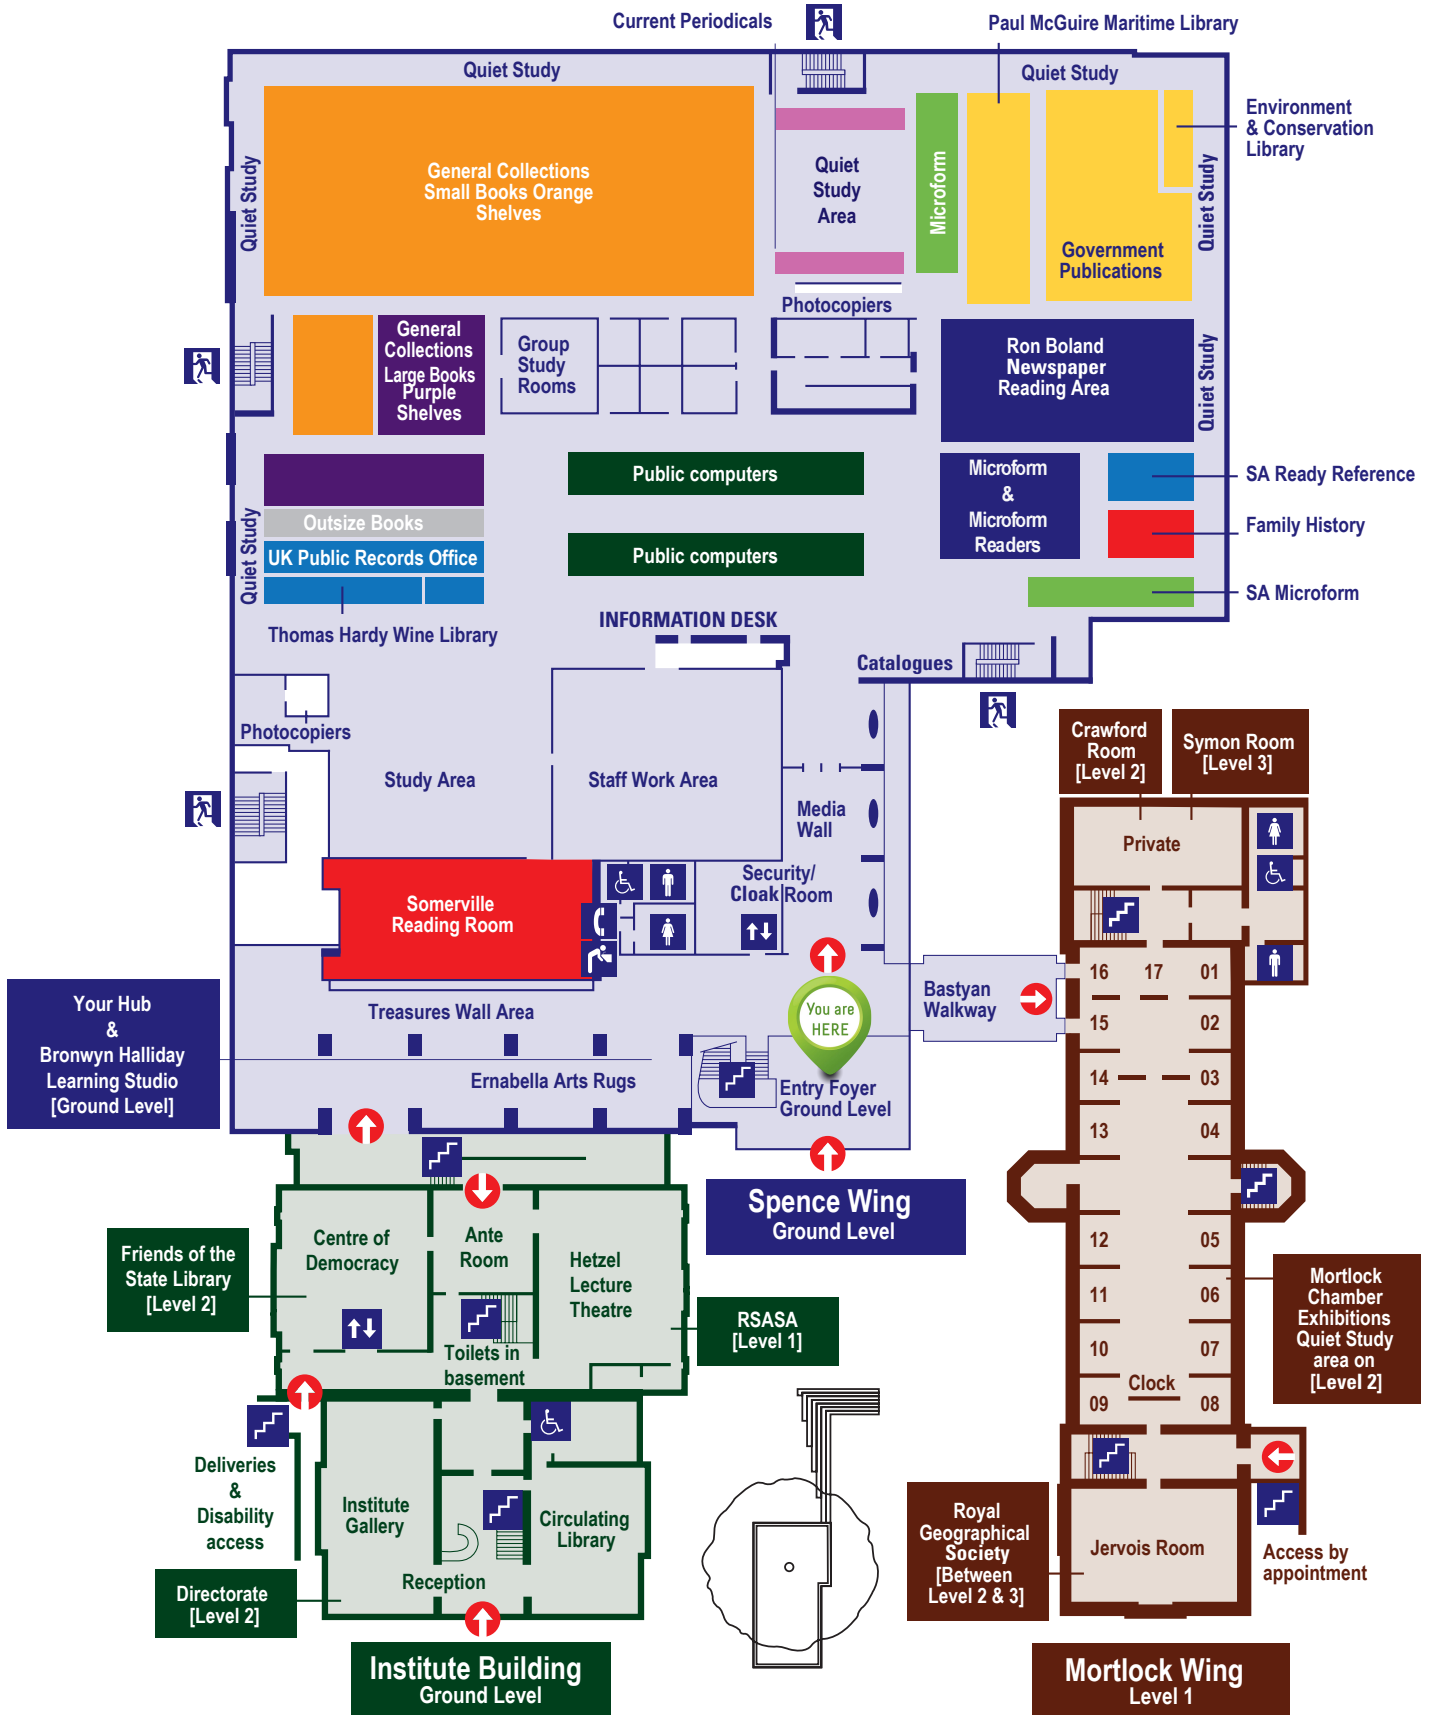 Current Periodicals
Paul McGuire Maritime Library
Quiet Study
Quiet Study
Environment
& Conservation
Library
General Collections
Small Books Orange
Shelves
Quiet Study
Quiet
Study
Area
Microform
Quiet Study
Government
Publications
Photocopiers
General
Collections
Large Books
Purple
Shelves
Group
Study
Rooms
Ron Boland
Newspaper
Reading Area
Quiet Study
Public computers
Microform
&
Microform
Readers
SA Ready Reference
Outsize Books
Family History
Quiet Study
UK Public Records Office
Public computers
SA Microform
Thomas Hardy Wine Library
INFORMATION DESK
Catalogues
Photocopiers
Study Area
Staff Work Area
Media
Wall
Security/
Cloak Room
Somerville
Reading Room
Crawford
Room
[Level 2]
Symon Room
[Level 3]
Private
16
17
01
Bastyan
Walkway
15
02
You are
HERE
Your Hub
&
Bronwyn Halliday
Learning Studio
[Ground Level]
Treasures Wall Area
Ernabella Arts Rugs
Entry Foyer
Ground Level
14
03
13
04
Spence Wing
Ground Level
Friends of the
State Library
[Level 2]
Centre of
Democracy
Ante
Room
Hetzel
Lecture
Theatre
RSASA
[Level 1]
Toilets in
basement
12
05
11
06
10
07
Clock
09
08
Mortlock
Chamber
Exhibitions
Quiet Study
area on
[Level 2]
Deliveries
&
Disability
access
Institute
Gallery
Circulating
Library
Reception
Directorate
[Level 2]
Royal
Geographical
Society
[Between
Level 2 & 3]
Jervois Room
Access by
appointment
Institute Building
Ground Level
Mortlock Wing
Level 1